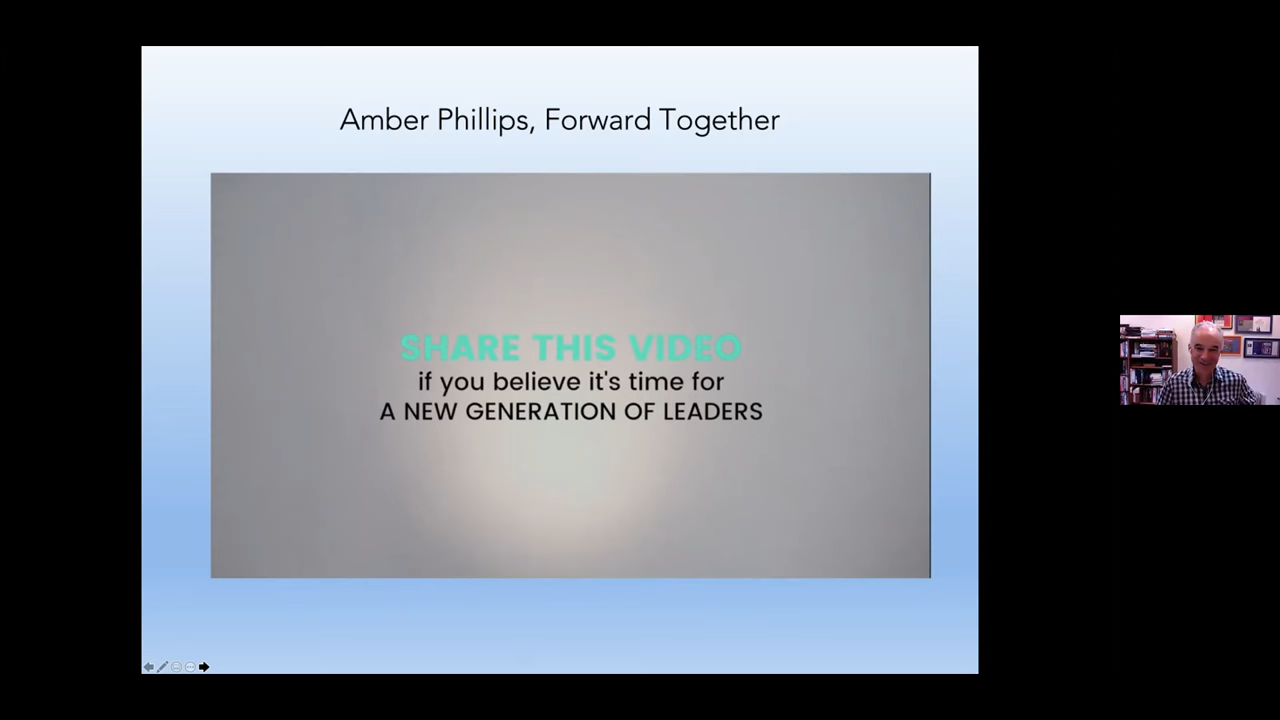 Amber Phillips, Forward Together
SHARE THIS VIDEO
if you believe it's time for
A NEW GENERATION OF LEADERS